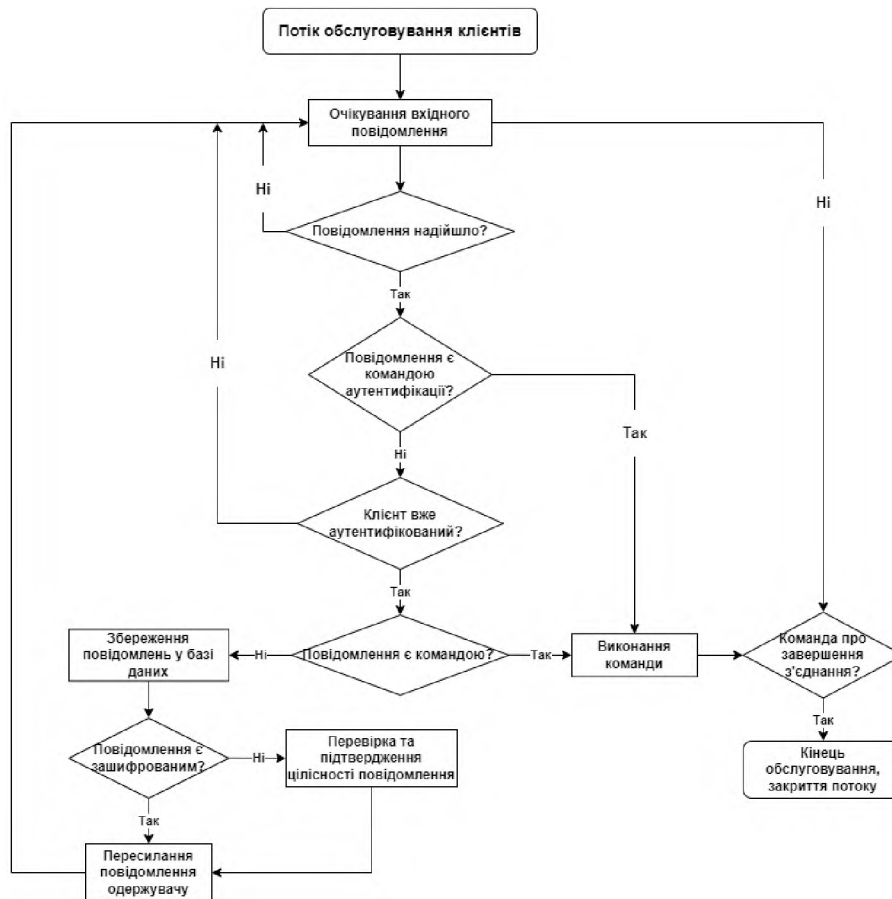 Потік обслуговування клієнтів
Очікування вхідного
повідомлення
Ні
Ні
Повідомлення надійшло?
Так
Ні
Повідомлення є
командою
аутентифікації?
Так
Ні
Клієнт вже
аутентифікований?
Так
Збереження
повідомлень у базі
даних
Ні
Повідомлення є командою?
Так
Виконання
команди
Команда про
завершення
з'єднання?
Так
Повідомлення є
зашифрованим?
Ні
Перевірка та
підтвердження
цілісності повідомлення
Кінець
обслуговування,
закриття потоку
Так
Пересилання
повідомлення
одержувачу